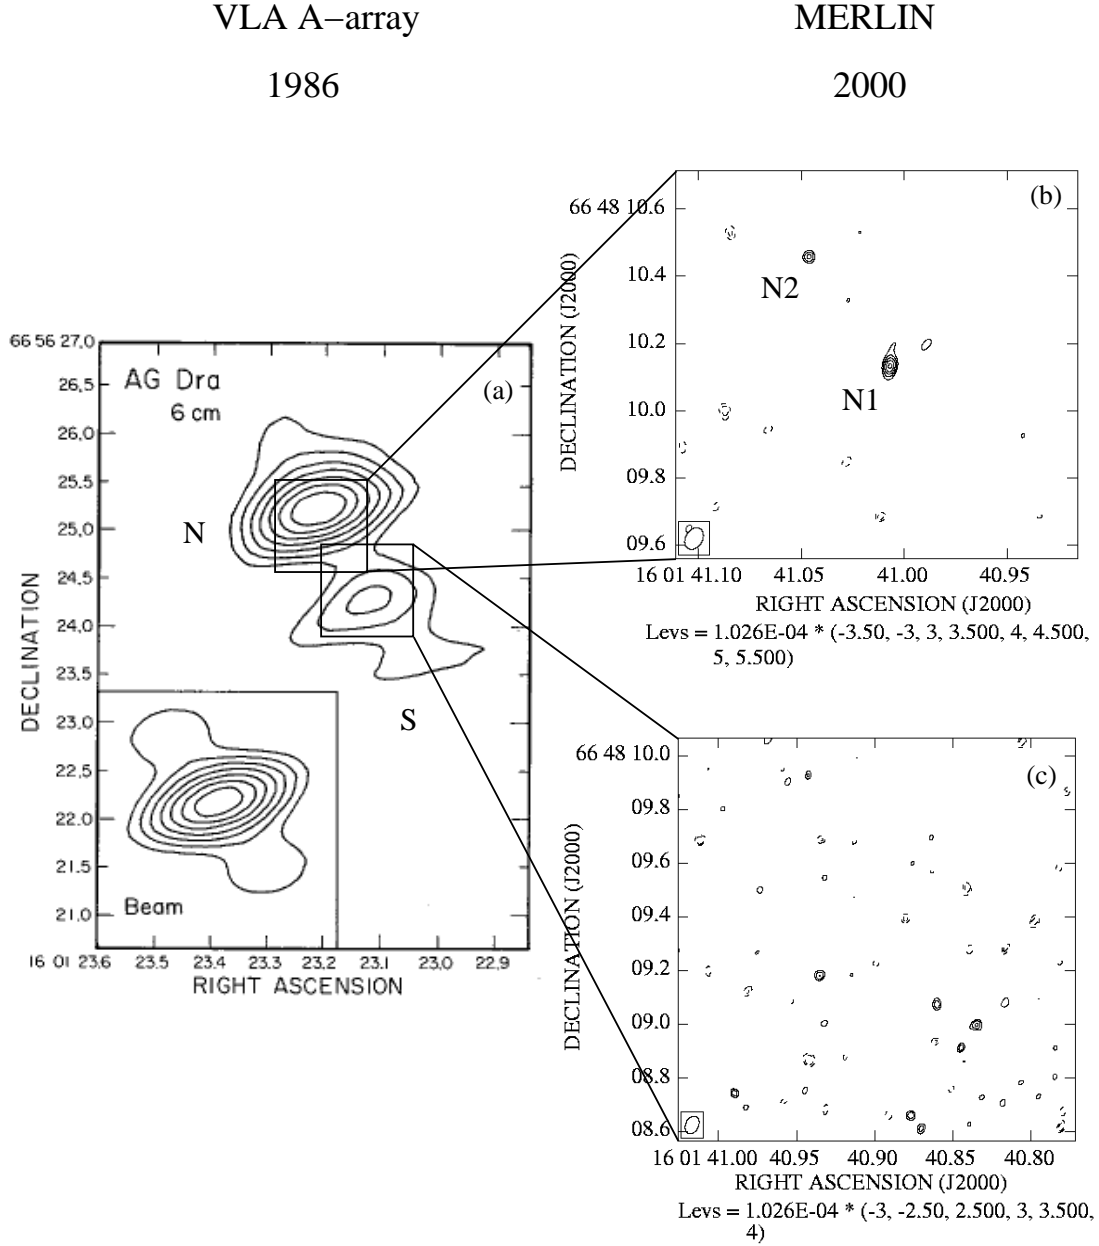 VLA A−array
MERLIN
1986
2000
(a)
AG Dra
6 cm
N
S
Beam
66 56 27.0
26.5
26.0
25.5
25.0
24.5
24.0
23.5
23.0
22.5
22.0
21.5
21.0
DECLINATION
16 01 23.6 23.5 23.4 23.3 23.2 23.1 23.0 22.9
RIGHT ASCENSION
(b)
N2
N1
66 48 10.6
10.4
10.2
10.0
09.8
09.6
DECLINATION (J2000)
16 01 41.10 41.05 41.00 40.95
RIGHT ASCENSION (J2000)
Levs = 1.026E-04 * (-3.50, -3, 3, 3.500, 4, 4.500,
5, 5.500)
(c)
66 48 10.0
09.8
09.6
09.4
09.2
09.0
08.8
08.6
DECLINATION (J2000)
16 01 41.00 40.95 40.90 40.85 40.80
RIGHT ASCENSION (J2000)
Levs = 1.026E-04 * (-3, -2.50, 2.500, 3, 3.500,
4)